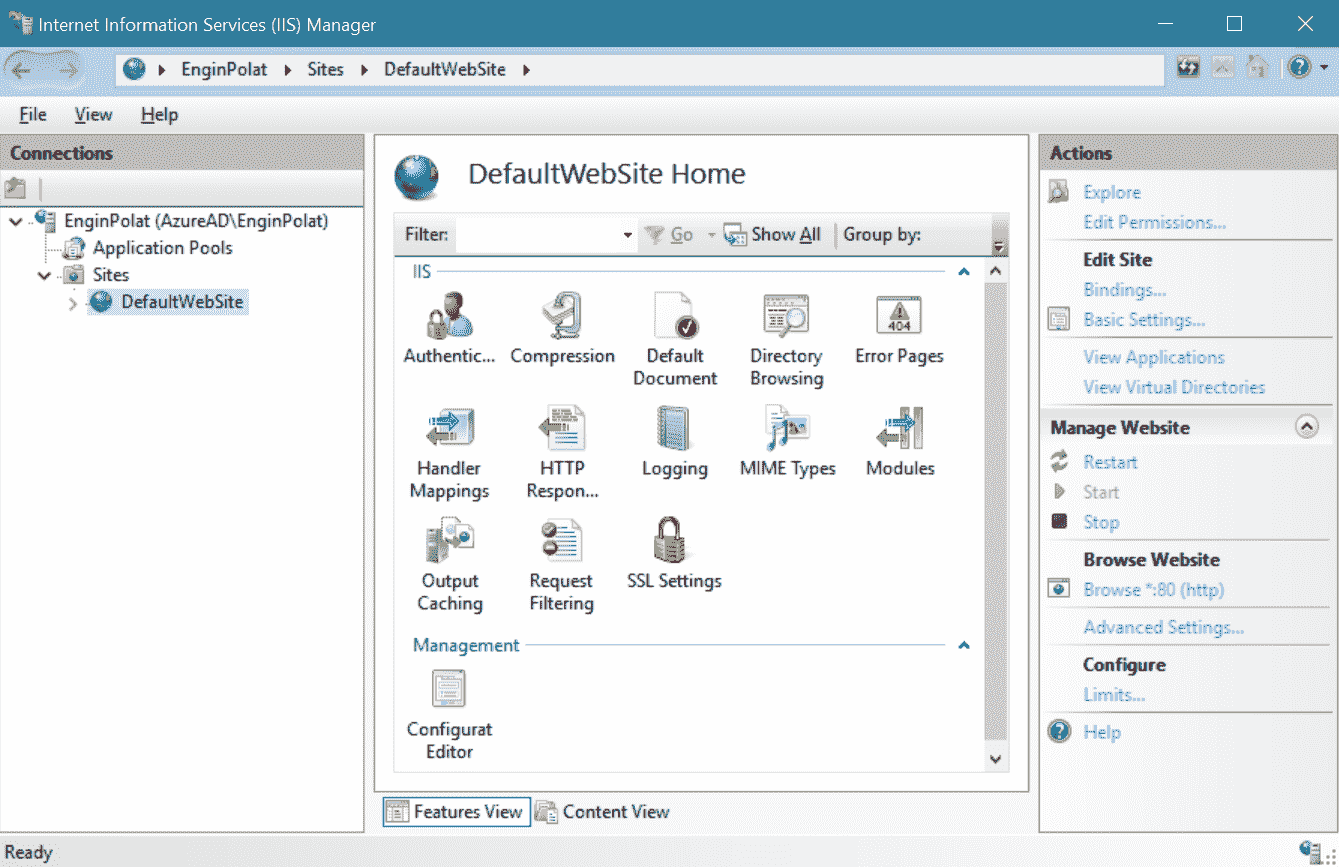 Internet Information Services (IIS) Manager
EnginPolat Sites DefaultWebSite
File View Help
Connections
EnginPolat (AzureAD\EnginPolat)
Application Pools
Sites
DefaultWebSite
DefaultWebSite Home
Filter: Go Show All Group by:
IIS
Authentic... Compression Default Document Directory Browsing Error Pages
404
Handler Mappings HTTP Respon... Logging MIME Types Modules
Output Caching Request Filtering SSL Settings
Management
Configurat
Editor
Features View Content View
Actions
Explore
Edit Permissions...
Edit Site
Bindings...
Basic Settings...
View Applications
View Virtual Directories
Manage Website
Restart
Start
Stop
Browse Website
Browse *:80 (http)
Advanced Settings...
Configure
Limits...
Help
Ready